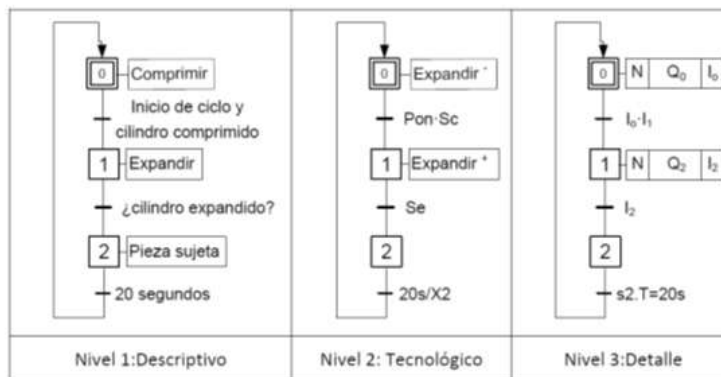 0 Comprimir
Inicio de ciclo y
cilindro comprimido
1 Expandir
¿cilindro expandido?
2 Pieza sujeta
20 segundos
Nivel 1:Descriptivo
0 Expandir -
Pon·Sc
1 Expandir +
Se
2
20s/X2
Nivel 2: Tecnológico
0 N Q₀ I₀
I₀·I₁
1 N Q₂ I₂
I₂
2
s2.T=20s
Nivel 3:Detalle